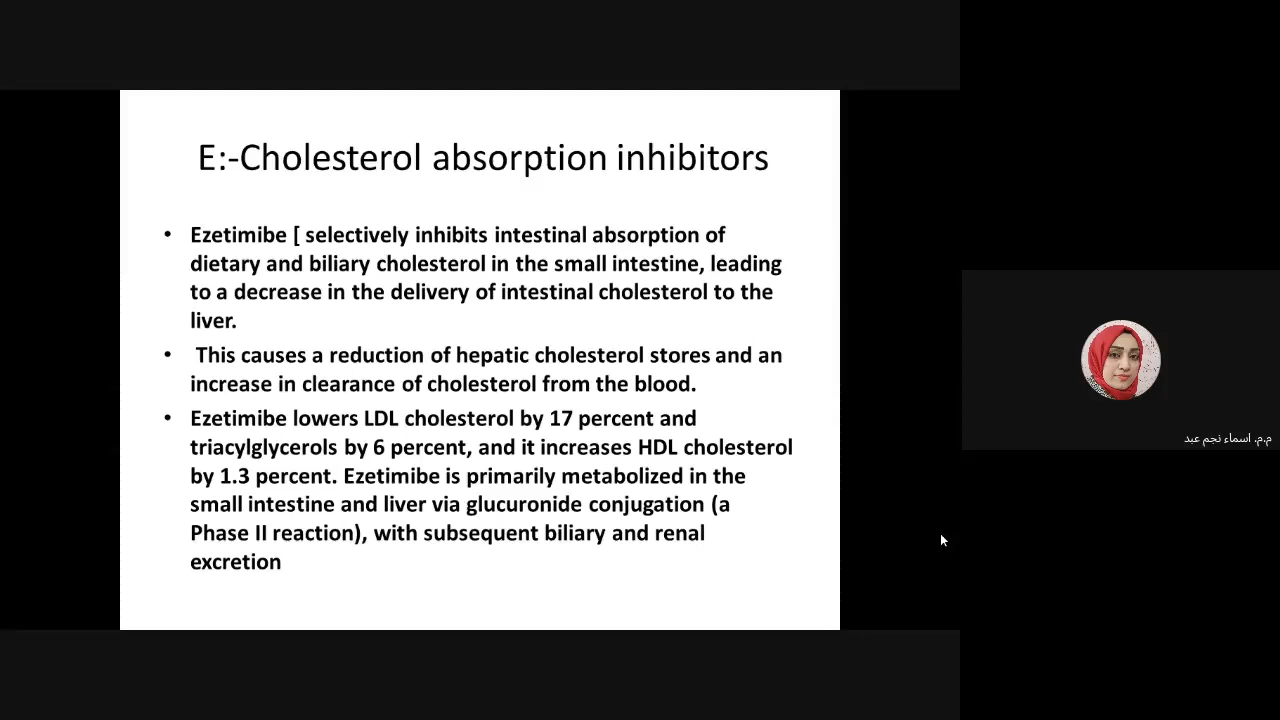 E:-Cholesterol absorption inhibitors
• Ezetimibe [ selectively inhibits intestinal absorption of
dietary and biliary cholesterol in the small intestine, leading
to a decrease in the delivery of intestinal cholesterol to the
liver.
• This causes a reduction of hepatic cholesterol stores and an
increase in clearance of cholesterol from the blood.
• Ezetimibe lowers LDL cholesterol by 17 percent and
triacylglycerols by 6 percent, and it increases HDL cholesterol
by 1.3 percent. Ezetimibe is primarily metabolized in the
small intestine and liver via glucuronide conjugation (a
Phase II reaction), with subsequent biliary and renal
excretion
م.م. اسماء نجم عبد